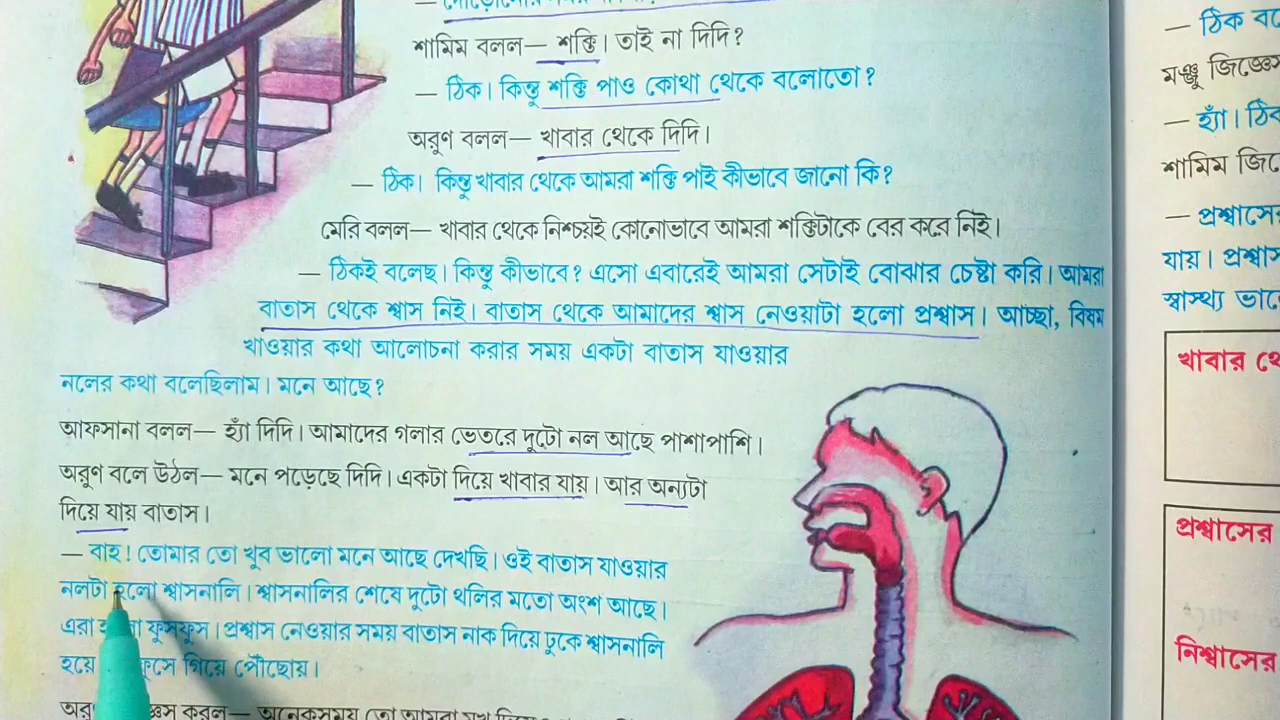 শামিম বলল— শক্তি। তাই না দিদি?
— ঠিক। কিন্তু শক্তি পাও কোথা থেকে বলোতো?
অরুণ বলল— খাবার থেকে দিদি।
— ঠিক। কিন্তু খাবার থেকে আমরা শক্তি পাই কীভাবে জানো কি?
মেরি বলল— খাবার থেকে নিশ্চয়ই কোনোভাবে আমরা শক্তিটাকে বের করে নিই।
— ঠিকই বলেছ। কিন্তু কীভাবে? এসো এবারেই আমরা সেটাই বোঝার চেষ্টা করি। আমরা
বাতাস থেকে শ্বাস নিই। বাতাস থেকে আমাদের শ্বাস নেওয়াটা হলো প্রশ্বাস। আচ্ছা, বিষম
খাওয়ার কথা আলোচনা করার সময় একটা বাতাস যাওয়ার
নলের কথা বলেছিলাম। মনে আছে?
আফসানা বলল— হ্যাঁ দিদি। আমাদের গলার ভেতরে দুটো নল আছে পাশাপাশি।
অরুণ বলে উঠল— মনে পড়েছে দিদি। একটা দিয়ে খাবার যায়। আর অন্যটা
দিয়ে যায় বাতাস।
— বাহ! তোমার তো খুব ভালো মনে আছে দেখছি। ওই বাতাস যাওয়ার
নলটা হলো শ্বাসনালি। শ্বাসনালির শেষে দুটো থলির মতো অংশ আছে।
এরা ফুসফুস। প্রশ্বাস নেওয়ার সময় বাতাস নাক দিয়ে ঢুকে শ্বাসনালি
হয়ে গিয়ে পৌঁছোয়।
করল— অনেকসময় তো আমরা মুখ
— ঠিক
মঞ্জু
— হ্যাঁ। ঠিক
শামিম
— প্রশ্বাসের
যায়।
স্বাস্থ্য
খাবার
প্রশ্বাসের
নিশ্বাসের